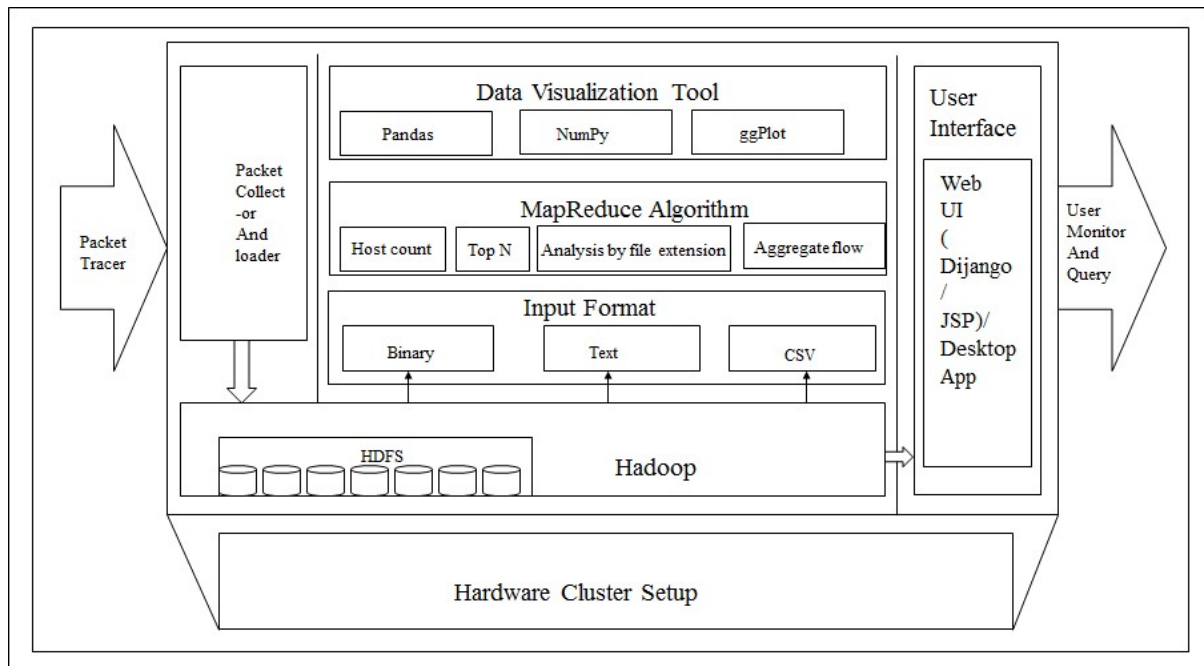 Packet
Tracer
Packet
Collect
-or
And
loader
Data Visualization Tool
Pandas
NumPy
ggPlot
MapReduce Algorithm
Host count
Top N
Analysis by file extension
Aggregate flow
Input Format
Binary
Text
CSV
HDFS
Hadoop
User
Interface
Web
UI
(
Dijango
/
JSP)/
Desktop
App
User
Monitor
And
Query
Hardware Cluster Setup